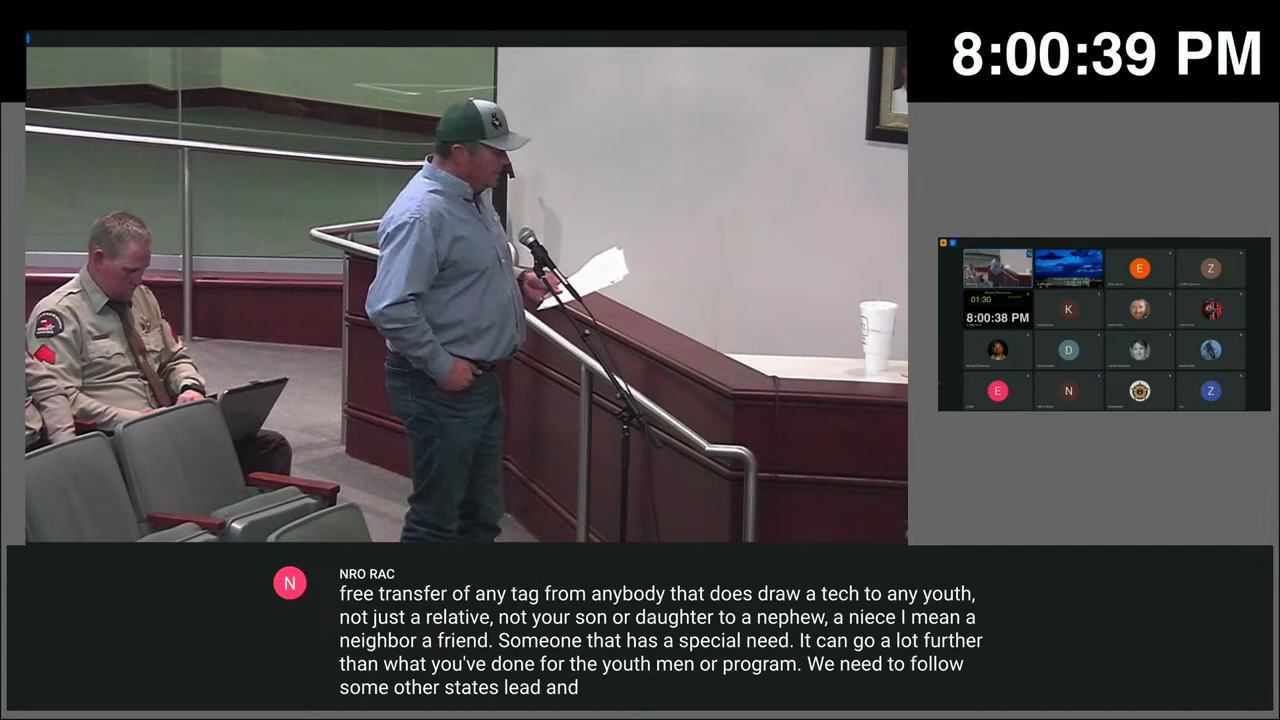 8:00:39 PM
E
Z
01:30
8:00:38 PM
K
D
E
N
Z
N
NRO RAC
free transfer of any tag from anybody that does draw a tech to any youth,
not just a relative, not your son or daughter to a nephew, a niece I mean a
neighbor a friend. Someone that has a special need. It can go a lot further
than what you've done for the youth men or program. We need to follow
some other states lead and